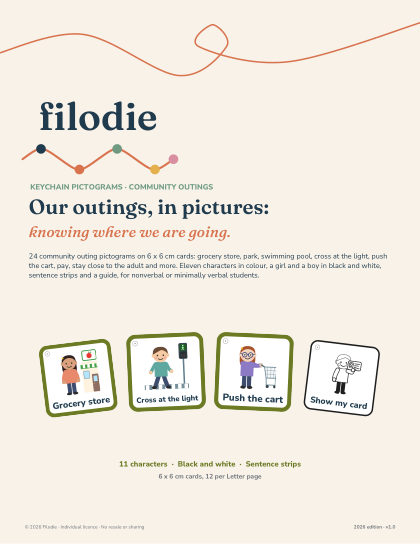 filodie
KEYCHAIN PICTOGRAMS · COMMUNITY OUTINGS
Our outings, in pictures:
knowing where we are going.
24 community outing pictograms on 6 x 6 cm cards: grocery store, park, swimming pool, cross at the light, push
the cart, pay, stay close to the adult and more. Eleven characters in colour, a girl and a boy in black and white,
sentence strips and a guide, for nonverbal or minimally verbal students.
Grocery store
Cross at the light
Push the cart
Show my card
11 characters · Black and white · Sentence strips
6 x 6 cm cards, 12 per Letter page
© 2026 Filodie · Individual licence · No resale or sharing
2026 edition · v1.0